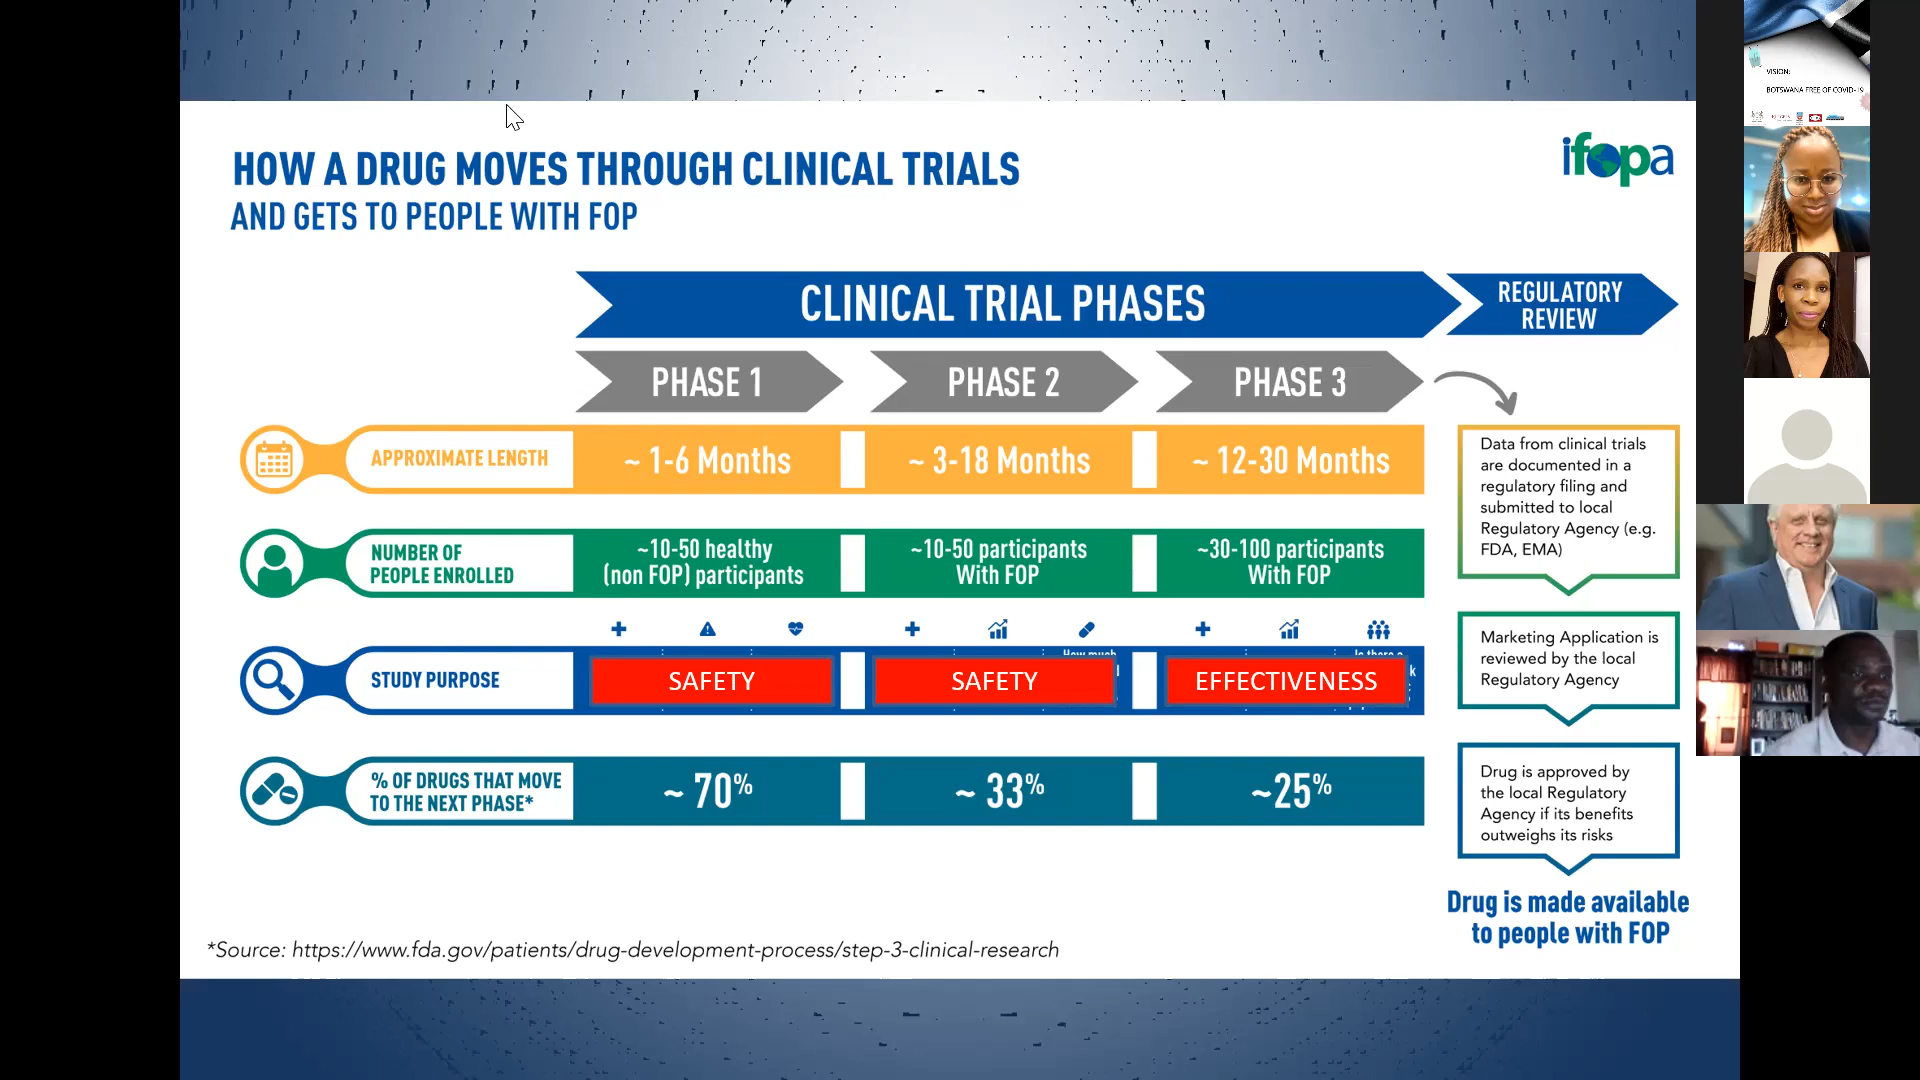 HOW A DRUG MOVES THROUGH CLINICAL TRIALS
AND GETS TO PEOPLE WITH FOP
ifopa
CLINICAL TRIAL PHASES
REGULATORY
REVIEW
PHASE 1
PHASE 2
PHASE 3
APPROXIMATE LENGTH
~ 1-6 Months
~ 3-18 Months
~ 12-30 Months
NUMBER OF
PEOPLE ENROLLED
~10-50 healthy
(non FOP) participants
~10-50 participants
With FOP
~30-100 participants
With FOP
STUDY PURPOSE
SAFETY
SAFETY
EFFECTIVENESS
% OF DRUGS THAT MOVE
TO THE NEXT PHASE*
~ 70%
~ 33%
~25%
Data from clinical trials
are documented in a
regulatory filing and
submitted to local
Regulatory Agency (e.g.
FDA, EMA)
Marketing Application is
reviewed by the local
Regulatory Agency
Drug is approved by
the local Regulatory
Agency if its benefits
outweighs its risks
Drug is made available
to people with FOP
*Source: https://www.fda.gov/patients/drug-development-process/step-3-clinical-research
VISION:
BOTSWANA FREE OF COVID-19